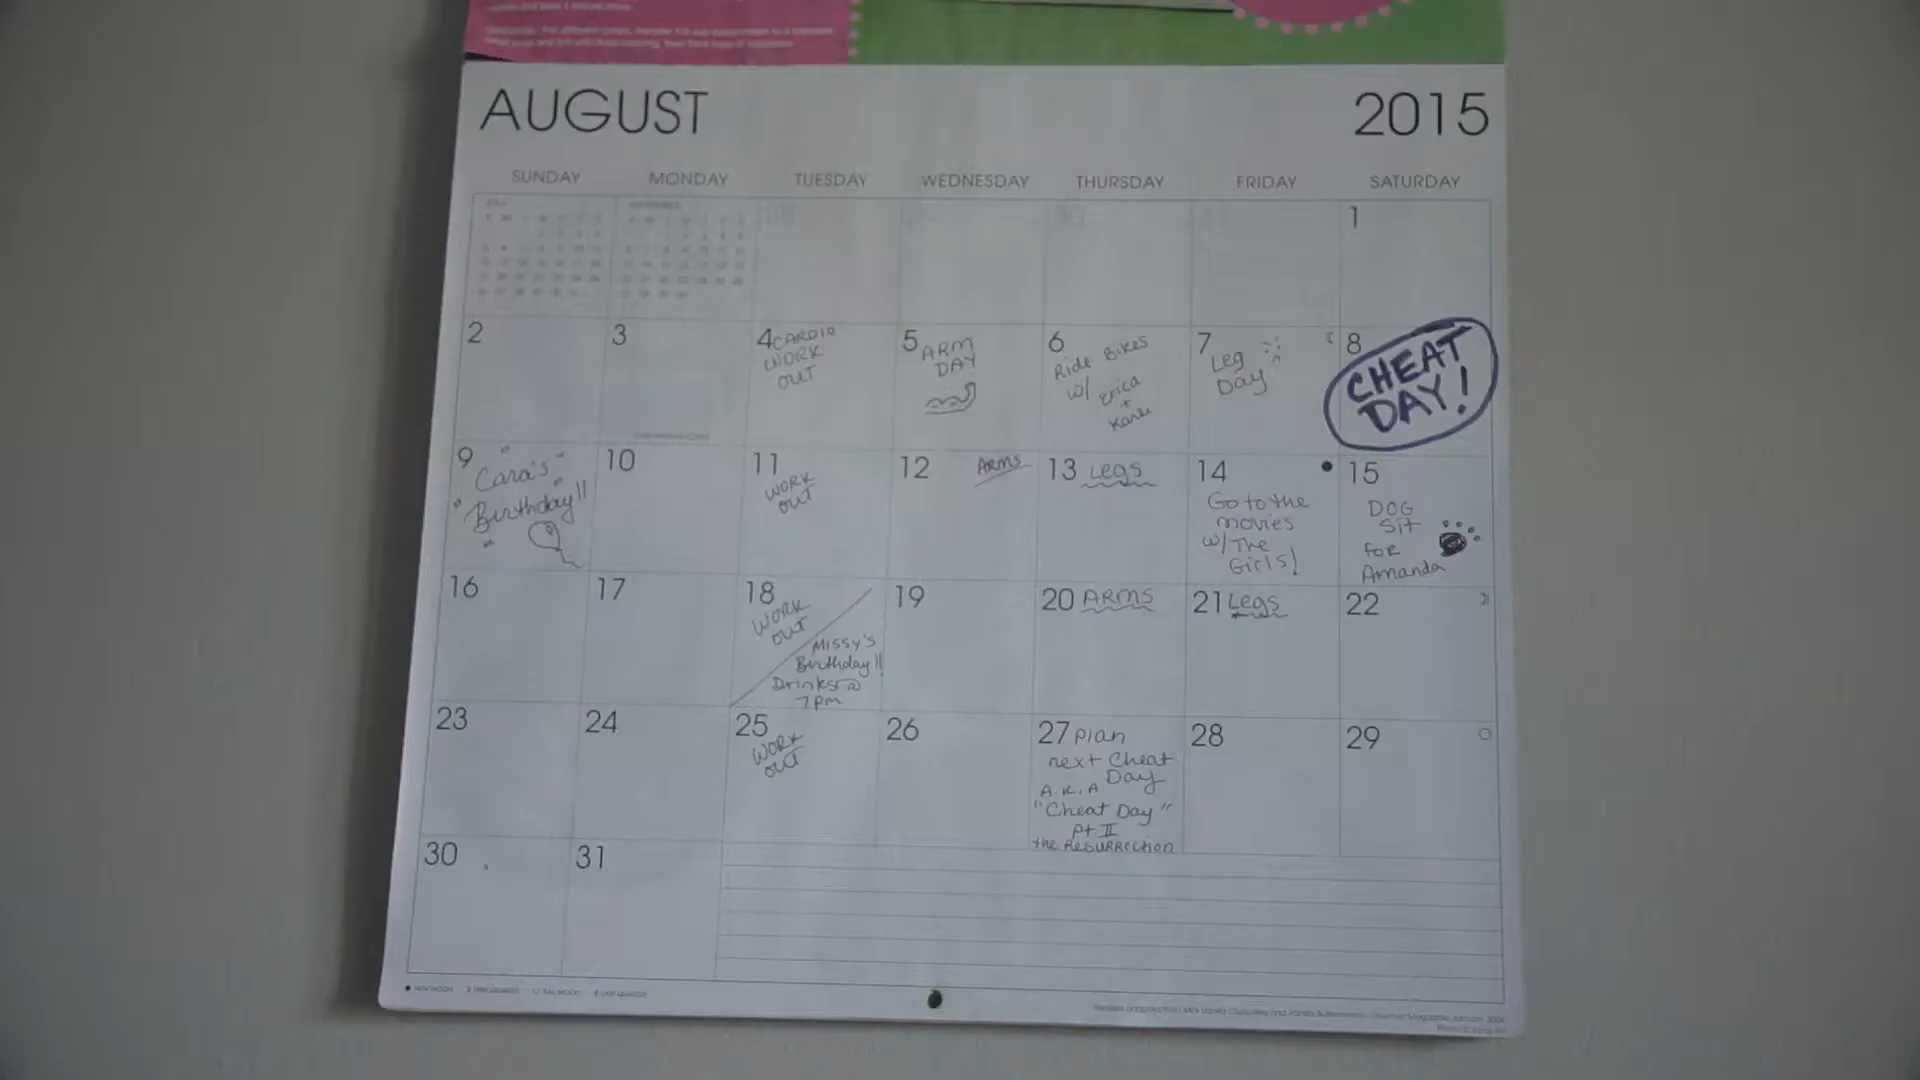 AUGUST 2015
SUNDAY MONDAY TUESDAY WEDNESDAY THURSDAY FRIDAY SATURDAY
1
2
3
4 CARDIO
WORK
OUT
5 ARM
DAY
6
Ride Bikes
w/ Erica
+
7 Leg
Day
8
CHEAT
DAY!
9
"Cara's"
"Birthday!!
"
10
11
WORK
OUT
12 ARMS
13 Legs
14
Go to the
movies
w/ The
Girls!
15
DOG
Sit
FOR
Amanda
16
17
18
WORK
OUT
MISSY'S
Birthday!!
Drinks @
7pm
19
20 ARMS
21 Legs
22
23
24
25
WORK
OUT
26
27 plan
next Cheat
Day
A.K.A
"Cheat Day"
pt II
the RESURRECTION
28
29
30
31
NEW MOON